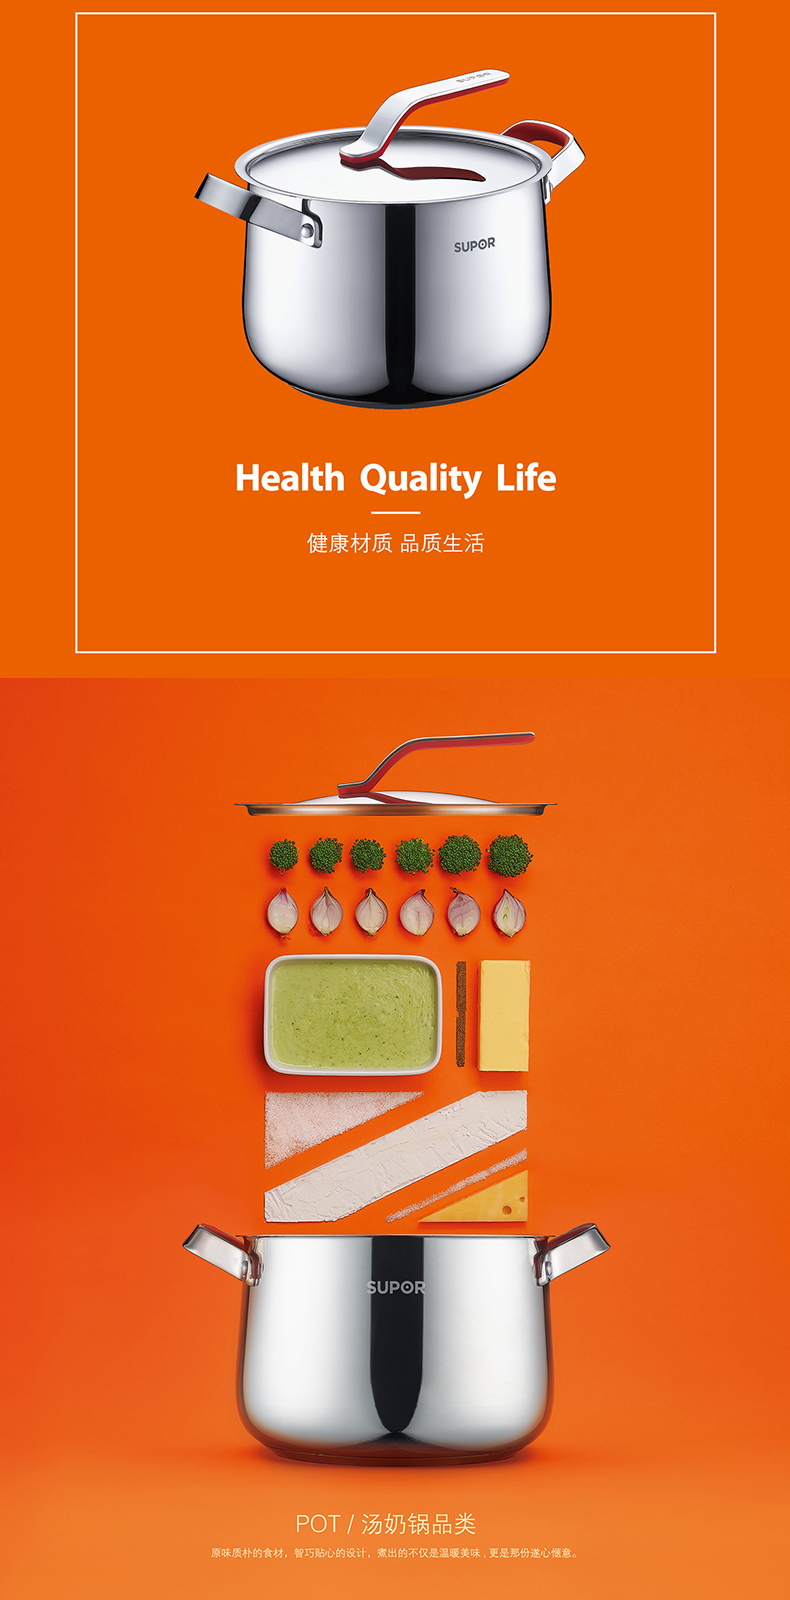 SUPOR
SUPOR
Health Quality Life
健康材质 品质生活
SUPOR
POT / 汤奶锅品类
原味质朴的食材，智巧贴心的设计，煮出的不仅是温暖美味，更是那份遂心惬意。